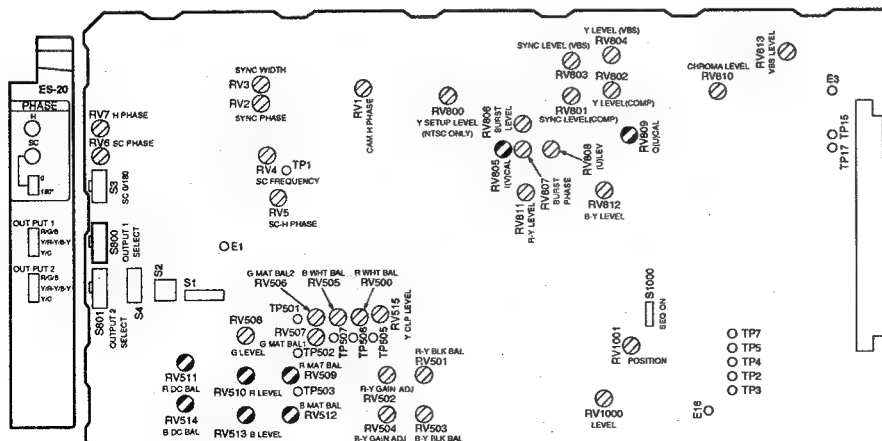 ES-20
PHASE
H
SC
0
180°
OUTPUT 1
R/G/B
Y/R-Y/B-Y
Y/C
OUTPUT 2
R/G/B
Y/R-Y/B-Y
Y/C
RV7 H PHASE
RV6 SC PHASE
S3
SC 0/180
S800
OUTPUT 1
SELECT
S801
OUTPUT 2
SELECT
S4
S2
S1
SYNC WIDTH
RV3
RV2
SYNC PHASE
RV4
TP1
SC FREQUENCY
RV5
SC-H PHASE
E1
RV1
CAM H PHASE
RV800
Y SETUP LEVEL
(NTSC ONLY)
Y LEVEL (VBS)
RV804
SYNC LEVEL (VBS)
RV803
RV802
Y LEVEL(COMP)
RV801
SYNC LEVEL(COMP)
RV806
BURST
LEVEL
RV805
I(V)CAL
RV807
BURST
PHASE
RV808
(U)LEV
RV809
Q(U)CAL
RV811
R-Y LEVEL
RV812
B-Y LEVEL
CHROMA LEVEL
RV810
RV813
VBS LEVEL
E3
TP15
TP17
G MAT BAL2
RV506
B WHT BAL
RV505
R WHT BAL
RV500
TP501
RV515
Y CLP LEVEL
RV508
G LEVEL
RV507
G MAT BAL1
TP507
TP506
TP505
TP502
RV511
R DC BAL
RV510 R LEVEL
R MAT BAL
RV509
TP503
R-Y BLK BAL
RV501
R-Y GAIN ADJ
RV502
RV514
B DC BAL
RV513 B LEVEL
B MAT BAL
RV512
RV504
B-Y GAIN ADJ
RV503
B-Y BLK BAL
S1000
SEQ ON
RV1001
POSITION
RV1000
LEVEL
TP7
TP5
TP4
TP2
TP3
E16